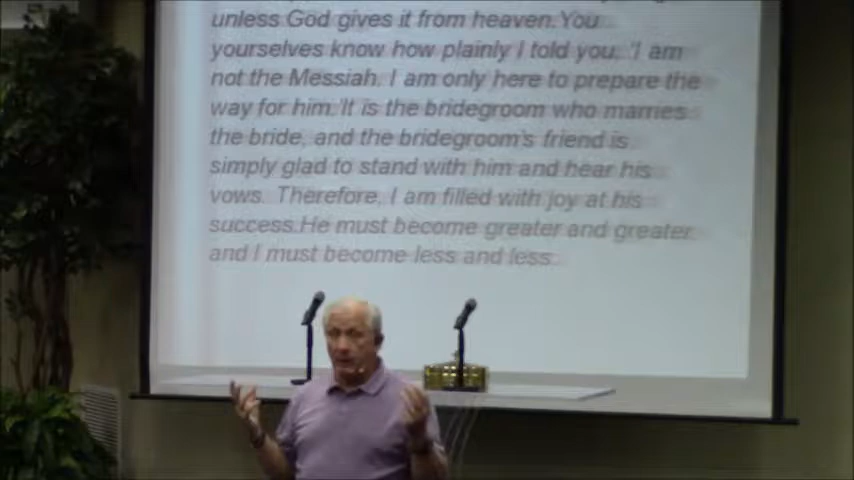 unless God gives it from heaven.You
yourselves know how plainly I told you, 'I am
not the Messiah. I am only here to prepare the
way for him.'It is the bridegroom who marries
the bride, and the bridegroom's friend is
simply glad to stand with him and hear his
vows. Therefore, I am filled with joy at his
success.He must become greater and greater
and I must become less and less.